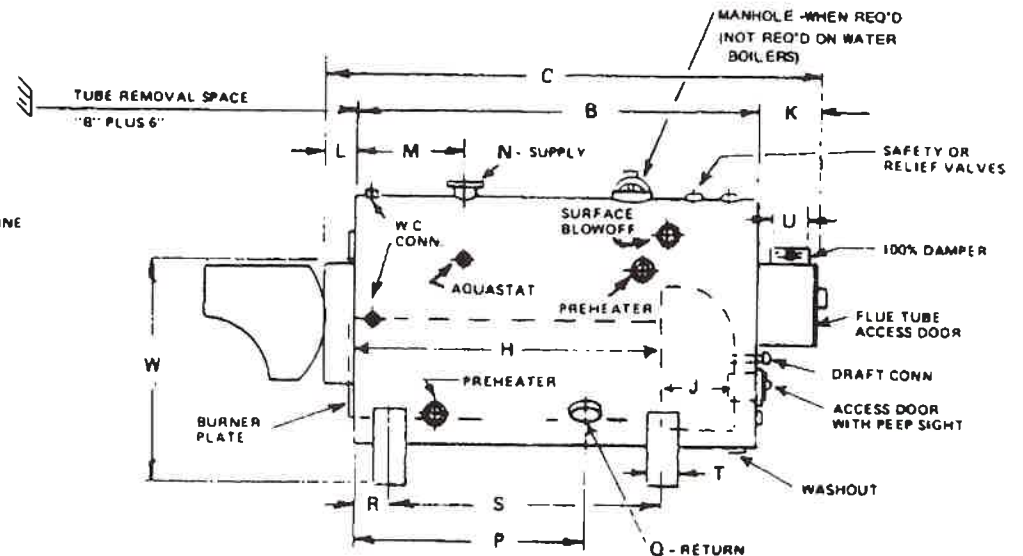 MANHOLE - WHEN REQ'D
(NOT REQ'D ON WATER
BOILERS)
C
TUBE REMOVAL SPACE
"B" PLUS 6"
B
K
L
M
N - SUPPLY
SAFETY OR
RELIEF VALVES
INE
W C
CONN.
SURFACE
BLOWOFF
U
100% DAMPER
AQUASTAT
PREHEATER
FLUE TUBE
ACCESS DOOR
W
H
J
DRAFT CONN
PREHEATER
ACCESS DOOR
WITH PEEP SIGHT
BURNER
PLATE
R
S
T
WASHOUT
P
Q - RETURN